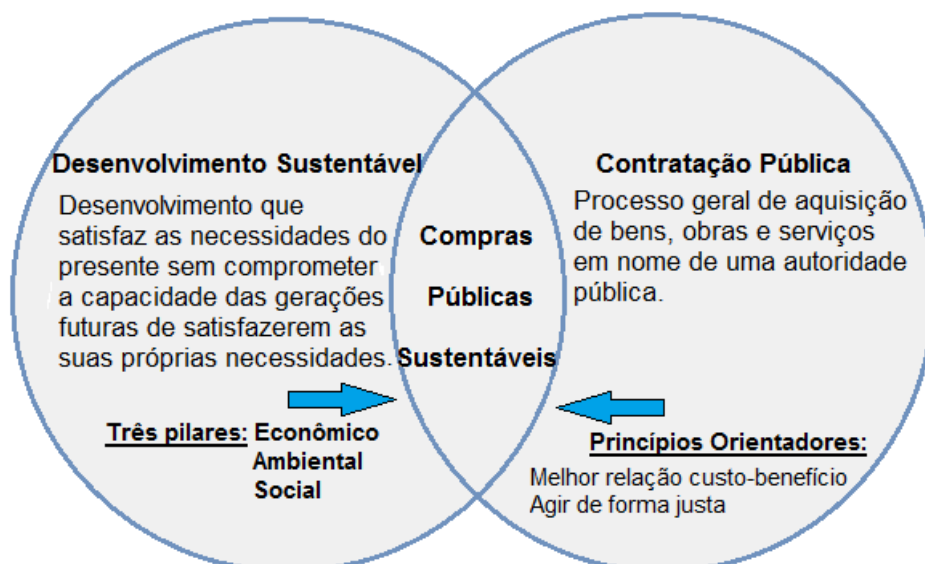 Desenvolvimento Sustentável
Desenvolvimento que
satisfaz as necessidades do
presente sem comprometer
a capacidade das gerações
futuras de satisfazerem as
suas próprias necessidades.
Três pilares: Econômico
Ambiental
Social
Compras
Públicas
Sustentáveis
Contratação Pública
Processo geral de aquisição
de bens, obras e serviços
em nome de uma autoridade
pública.
Princípios Orientadores:
Melhor relação custo-benefício
Agir de forma justa